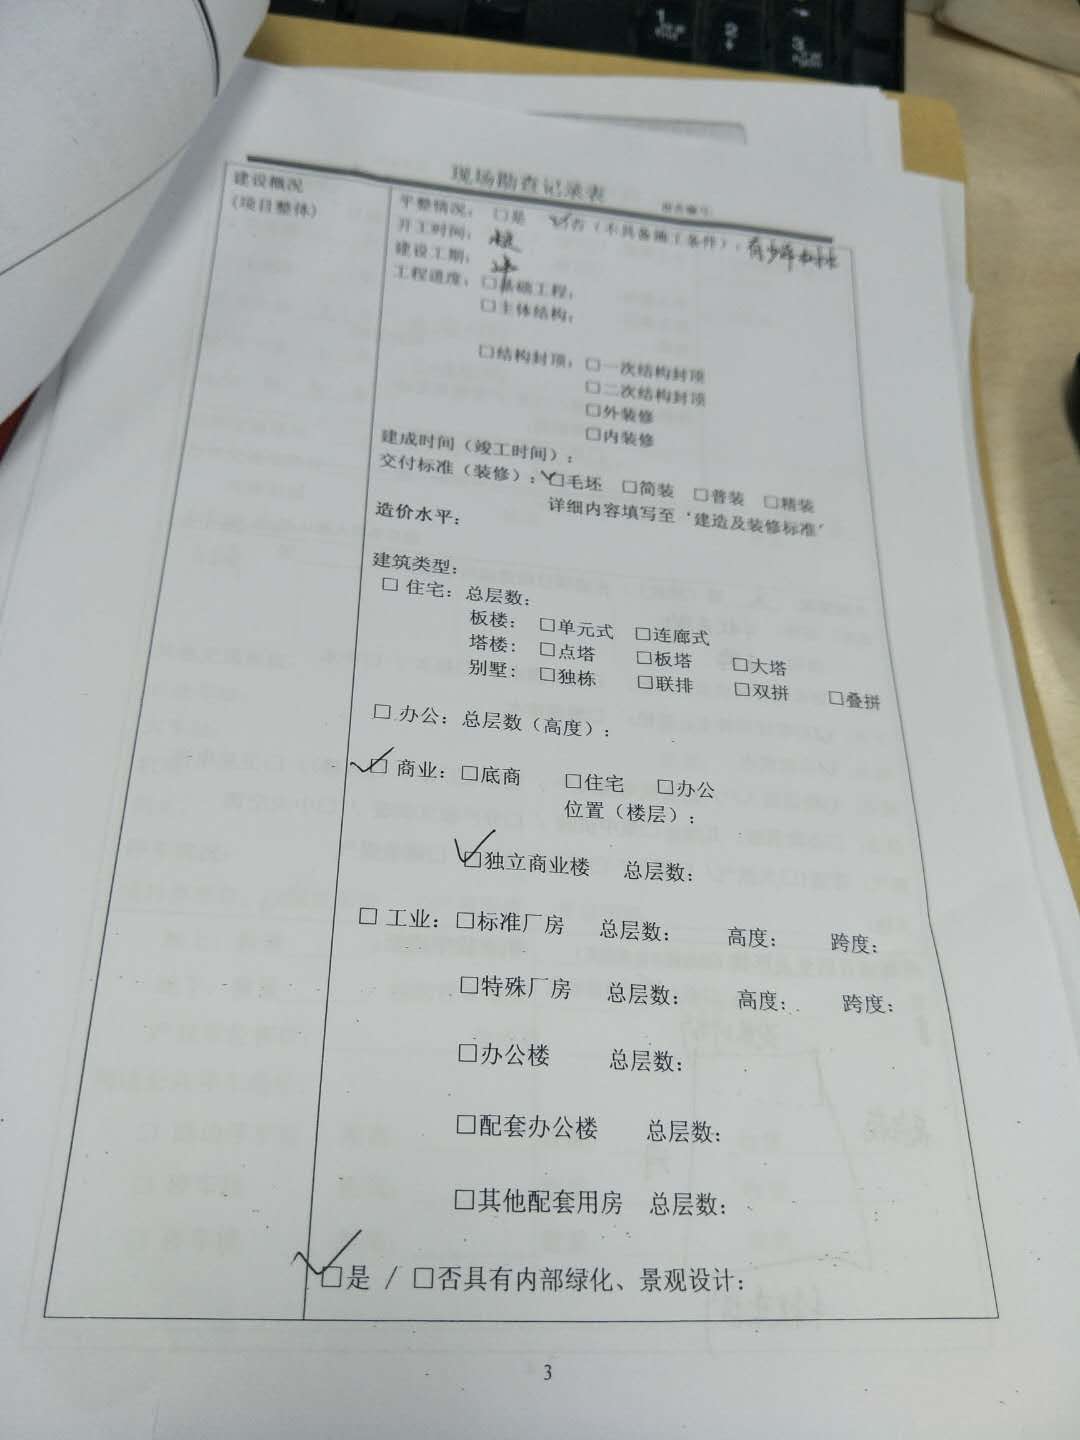 现场勘查记录表
报告编号:
建设概况
(项目整体)
平整情况：□是 ☑否（不具备施工条件）：有少年木林
开工时间：
建设工期：
工程进度：□基础工程：
□主体结构：
□结构封顶：□一次结构封顶
□二次结构封顶
□外装修
□内装修
建成时间（竣工时间）：
交付标准（装修）：☑毛坯 □简装 □普装 □精装
详细内容填写至‘建造及装修标准’
造价水平：
建筑类型：
□ 住宅：总层数：
板楼： □单元式 □连廊式
塔楼： □点塔 □板塔 □大塔
别墅： □独栋 □联排 □双拼 □叠拼
□ 办公：总层数（高度）：
☑ 商业：□底商 □住宅 □办公
位置（楼层）：
☑独立商业楼 总层数：
□ 工业：□标准厂房 总层数： 高度： 跨度：
□特殊厂房 总层数： 高度： 跨度：
□办公楼 总层数：
□配套办公楼 总层数：
□其他配套用房 总层数：
☑是 / □否具有内部绿化、景观设计：
3
1
2
3